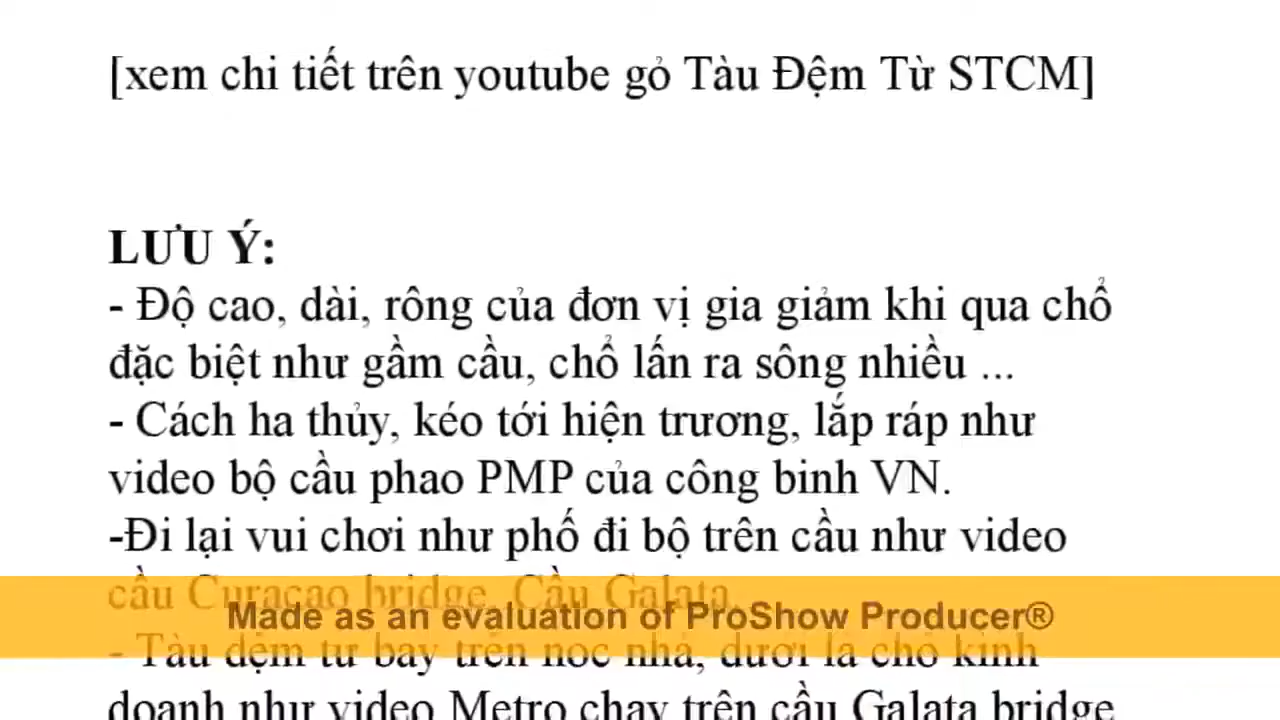 [xem chi tiết trên youtube gỏ Tàu Đệm Từ STCM]
LƯU Ý:
- Độ cao, dài, rông của đơn vị gia giảm khi qua chổ
đặc biệt như gầm cầu, chổ lấn ra sông nhiều ...
- Cách ha thủy, kéo tới hiện trương, lắp ráp như
video bộ cầu phao PMP của công binh VN.
-Đi lại vui chơi như phố đi bộ trên cầu như video
cầu Curacao bridge, Cầu Galata.
Made as an evaluation of ProShow Producer®
- Tàu đệm từ bay trên nóc nhà, dưới là chỗ kinh
doanh như video Metro chạy trên cầu Galata bridge